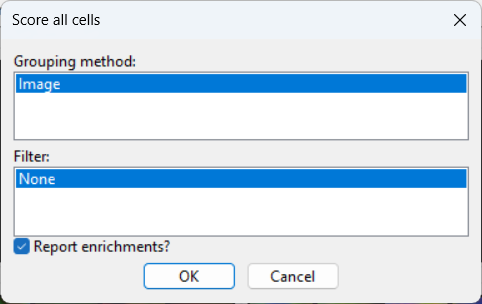 Score all cells
Grouping method:
Image
Filter:
None
Report enrichments?
OK Cancel